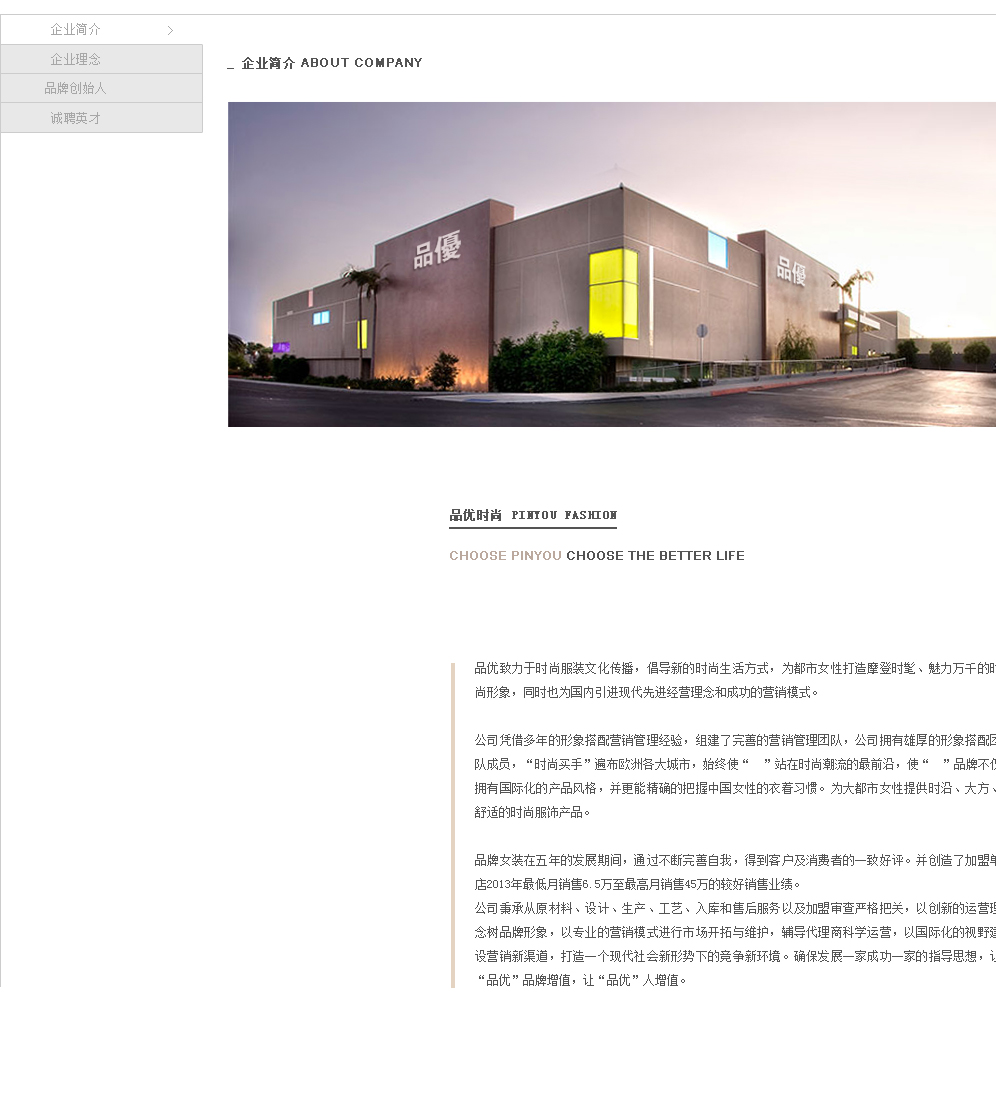 企业简介
企业理念
品牌创始人
诚聘英才
_ 企业简介 ABOUT COMPANY
品優
品優
品优时尚 PINYOU FASHION
CHOOSE PINYOU CHOOSE THE BETTER LIFE
品优致力于时尚服装文化传播，倡导新的时尚生活方式，为都市女性打造摩登时髦、魅力万千的时
尚形象，同时也为国内引进现代先进经营理念和成功的营销模式。
公司凭借多年的形象搭配营销管理经验，组建了完善的营销管理团队，公司拥有雄厚的形象搭配团
队成员，“时尚买手”遍布欧洲各大城市，始终使“ ”站在时尚潮流的最前沿，使“ ”品牌不仅
拥有国际化的产品风格，并更能精确的把握中国女性的衣着习惯。为大都市女性提供时沿、大方、
舒适的时尚服饰产品。
品牌女装在五年的发展期间，通过不断完善自我，得到客户及消费者的一致好评。并创造了加盟单
店2013年最低月销售6.5万至最高月销售45万的较好销售业绩。
公司秉承从原材料、设计、生产、工艺、入库和售后服务以及加盟审查严格把关，以创新的运营理
念树品牌形象，以专业的营销模式进行市场开拓与维护，辅导代理商科学运营，以国际化的视野建
设营销新渠道，打造一个现代社会新形势下的竞争新环境。确保发展一家成功一家的指导思想，让
“品优”品牌增值，让“品优”人增值。